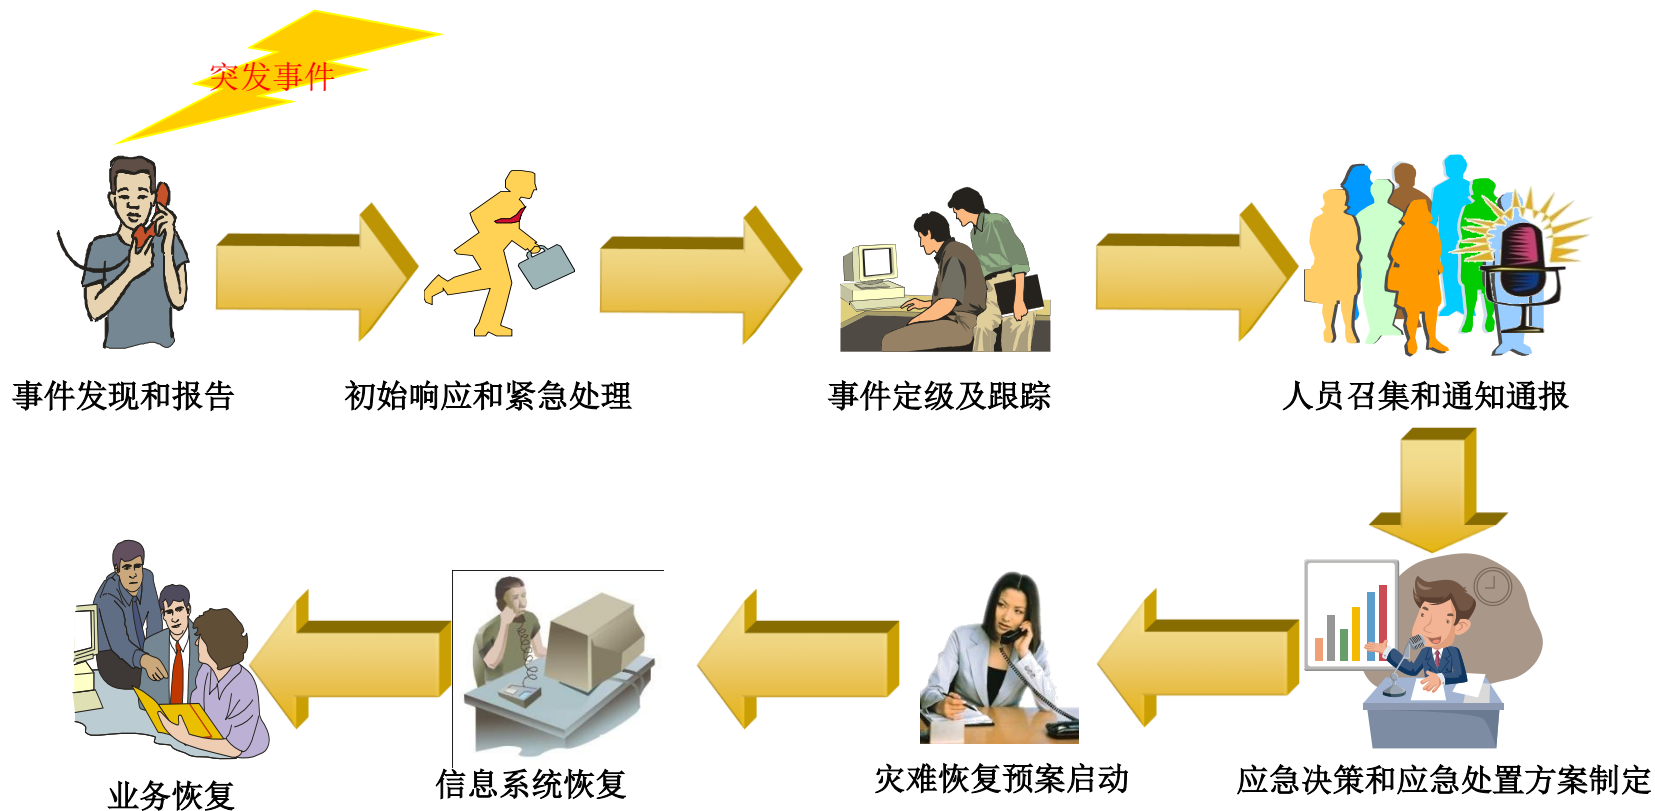 突发事件
事件发现和报告
初始响应和紧急处理
事件定级及跟踪
人员召集和通知通报
应急决策和应急处置方案制定
灾难恢复预案启动
信息系统恢复
业务恢复